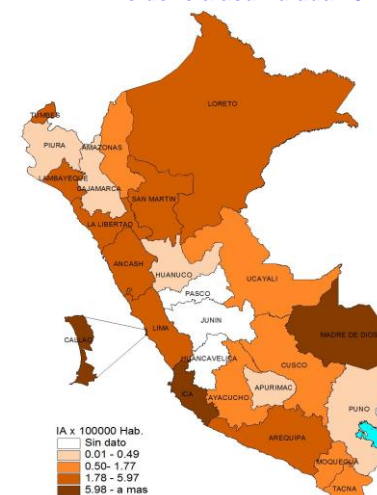 LORETO
TUMBES
PIURA
AMAZONAS
LAMBAYEQUE
CAJAMARCA
SAN MARTIN
LA LIBERTAD
ANCASH
HUANUCO
UCAYALI
PASCO
LIMA
JUNIN
CALLAO
MADRE DE DIOS
HUANCAVELICA
CUSCO
ICA
AYACUCHO
APURIMAC
PUNO
AREQUIPA
MOQUEGUA
TACNA
IA x 100000 Hab.
Sin dato
0.01 - 0.49
0.50- 1.77
1.78 - 5.97
5.98 - a mas